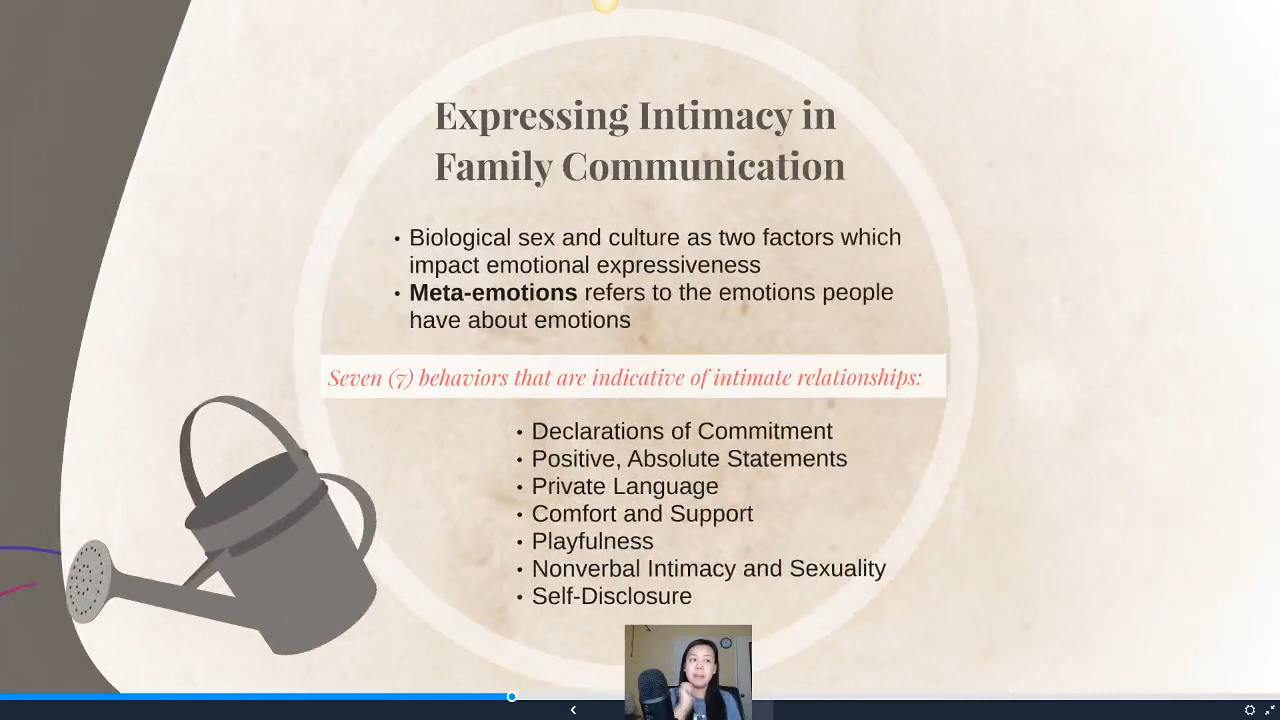 Expressing Intimacy in
Family Communication
• Biological sex and culture as two factors which
impact emotional expressiveness
• Meta-emotions refers to the emotions people
have about emotions
Seven (7) behaviors that are indicative of intimate relationships:
• Declarations of Commitment
• Positive, Absolute Statements
• Private Language
• Comfort and Support
• Playfulness
• Nonverbal Intimacy and Sexuality
• Self-Disclosure